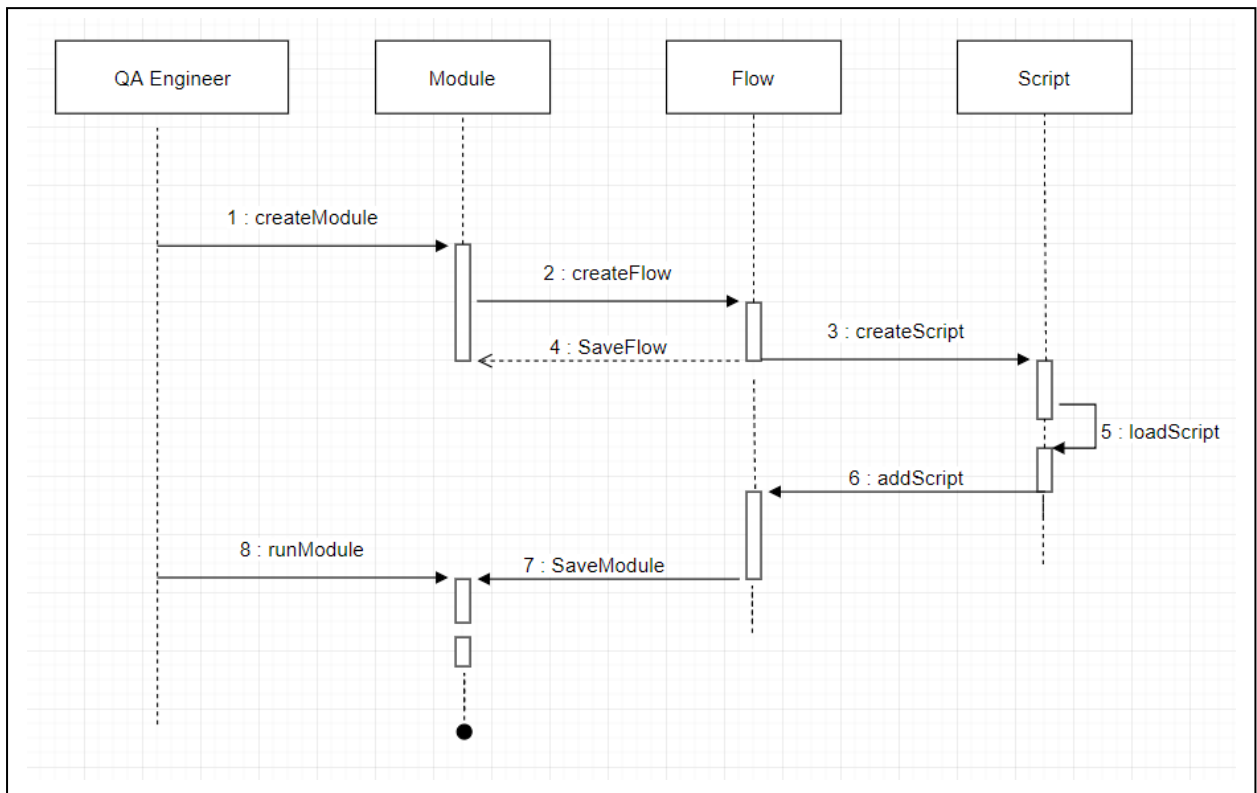 QA Engineer
Module
Flow
Script
1 : createModule
2 : createFlow
3 : createScript
4 : SaveFlow
5 : loadScript
6 : addScript
8 : runModule
7 : SaveModule